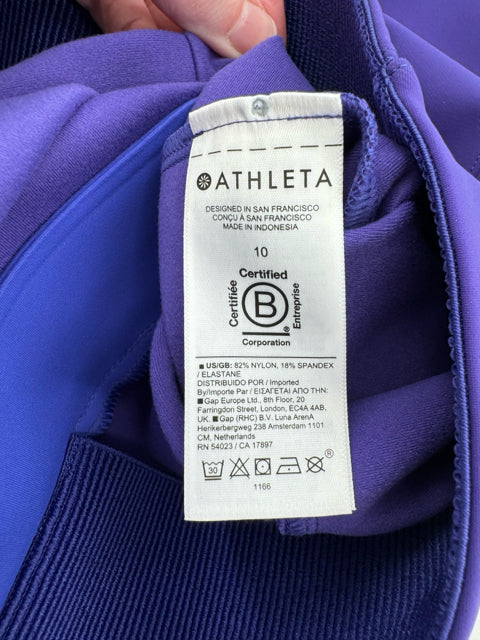 ATHLETA
DESIGNED IN SAN FRANCISCO
CONÇU À SAN FRANCISCO
MADE IN INDONESIA
10
Certified
Certifiée
B
Entreprise
®
Corporation
■ US/GB: 82% NYLON, 18% SPANDEX
/ ELASTANE
DISTRIBUIDO POR / Imported
By/Importe Par / ΕΙΣΑΓΕΤΑΙ ΑΠΟ ΤΗΝ:
■ Gap Europe Ltd., 8th Floor, 20
Farringdon Street, London, EC4A 4AB,
UK. ■ Gap (RHC) B.V. Luna ArenA
Herikerbergweg 238 Amsterdam 1101
CM, Netherlands
RN 54023 / CA 17897
30
®
1166